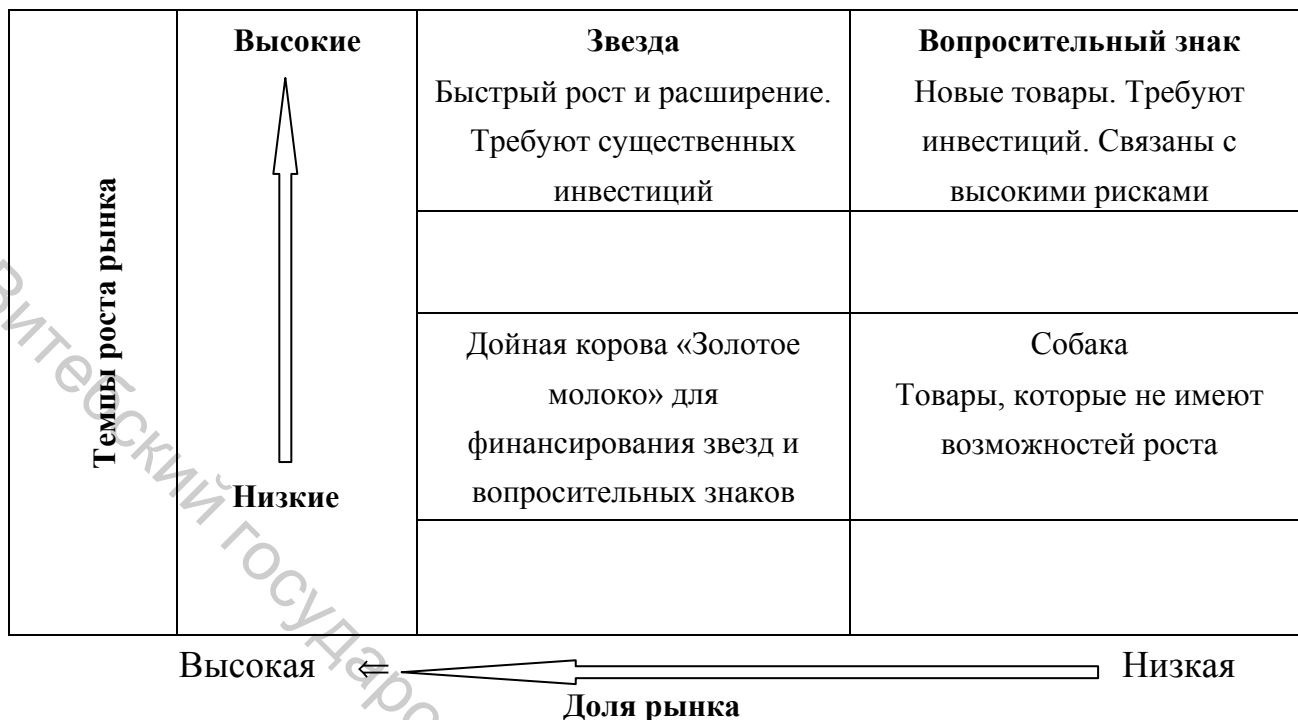 Темпы роста рынка
Высокие
Низкие
Звезда
Быстрый рост и расширение.
Требуют существенных
инвестиций
Вопросительный знак
Новые товары. Требуют
инвестиций. Связаны с
высокими рисками
Дойная корова «Золотое
молоко» для
финансирования звезд и
вопросительных знаков
Собака
Товары, которые не имеют
возможностей роста
Высокая ⇐ Низкая
Доля рынка
Витебский государс